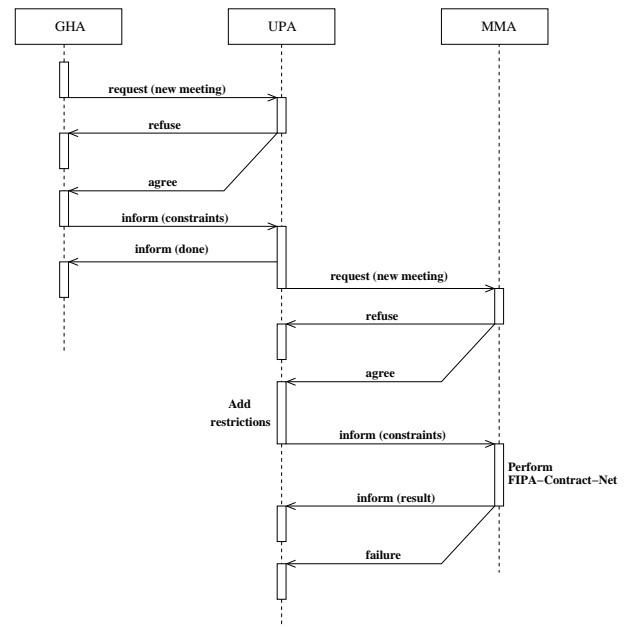 GHA
UPA
MMA
request (new meeting)
refuse
agree
inform (constraints)
inform (done)
request (new meeting)
refuse
agree
Add
restrictions
inform (constraints)
Perform
FIPA−Contract−Net
inform (result)
failure